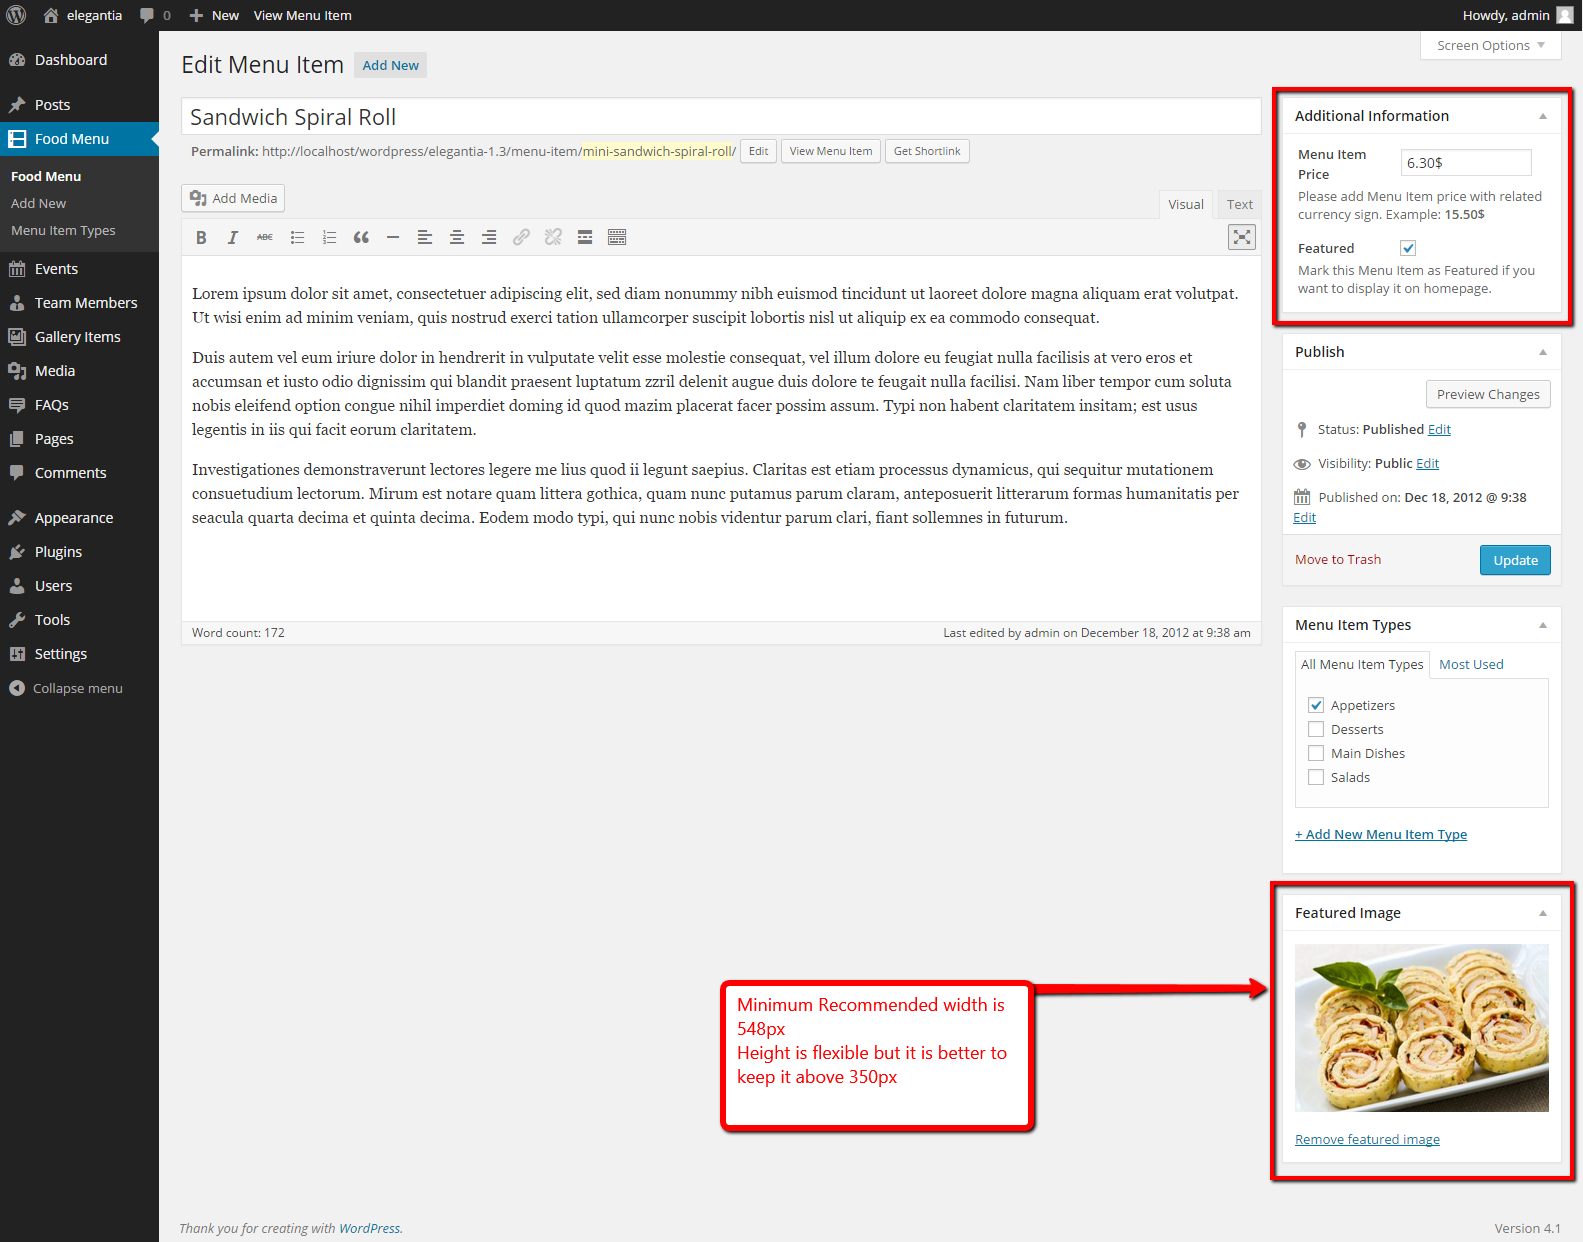 elegantia
0
New
View Menu Item
Howdy, admin
Dashboard
Posts
Food Menu
Food Menu
Add New
Menu Item Types
Events
Team Members
Gallery Items
Media
FAQs
Pages
Comments
Appearance
Plugins
Users
Tools
Settings
Collapse menu
Screen Options
Edit Menu Item
Add New
Sandwich Spiral Roll
Permalink: http://localhost/wordpress/elegantia-1.3/menu-item/mini-sandwich-spiral-roll/
Edit
View Menu Item
Get Shortlink
Add Media
Visual
Text
B I ABC
Lorem ipsum dolor sit amet, consectetuer adipiscing elit, sed diam nonummy nibh euismod tincidunt ut laoreet dolore magna aliquam erat volutpat.
Ut wisi enim ad minim veniam, quis nostrud exerci tation ullamcorper suscipit lobortis nisl ut aliquip ex ea commodo consequat.
Duis autem vel eum iriure dolor in hendrerit in vulputate velit esse molestie consequat, vel illum dolore eu feugiat nulla facilisis at vero eros et
accumsan et iusto odio dignissim qui blandit praesent luptatum zzril delenit augue duis dolore te feugait nulla facilisi. Nam liber tempor cum soluta
nobis eleifend option congue nihil imperdiet doming id quod mazim placerat facer possim assum. Typi non habent claritatem insitam; est usus
legentis in iis qui facit eorum claritatem.
Investigationes demonstraverunt lectores legere me lius quod ii legunt saepius. Claritas est etiam processus dynamicus, qui sequitur mutationem
consuetudium lectorum. Mirum est notare quam littera gothica, quam nunc putamus parum claram, anteposuerit litterarum formas humanitatis per
seacula quarta decima et quinta decima. Eodem modo typi, qui nunc nobis videntur parum clari, fiant sollemnes in futurum.
Word count: 172
Last edited by admin on December 18, 2012 at 9:38 am
Additional Information
Menu Item
Price
6.30$
Please add Menu Item price with related
currency sign. Example: 15.50$
Featured
Mark this Menu Item as Featured if you
want to display it on homepage.
Publish
Preview Changes
Status: Published Edit
Visibility: Public Edit
Published on: Dec 18, 2012 @ 9:38
Edit
Move to Trash
Update
Menu Item Types
All Menu Item Types
Most Used
Appetizers
Desserts
Main Dishes
Salads
+ Add New Menu Item Type
Featured Image
Remove featured image
Minimum Recommended width is
548px
Height is flexible but it is better to
keep it above 350px
Thank you for creating with WordPress.
Version 4.1